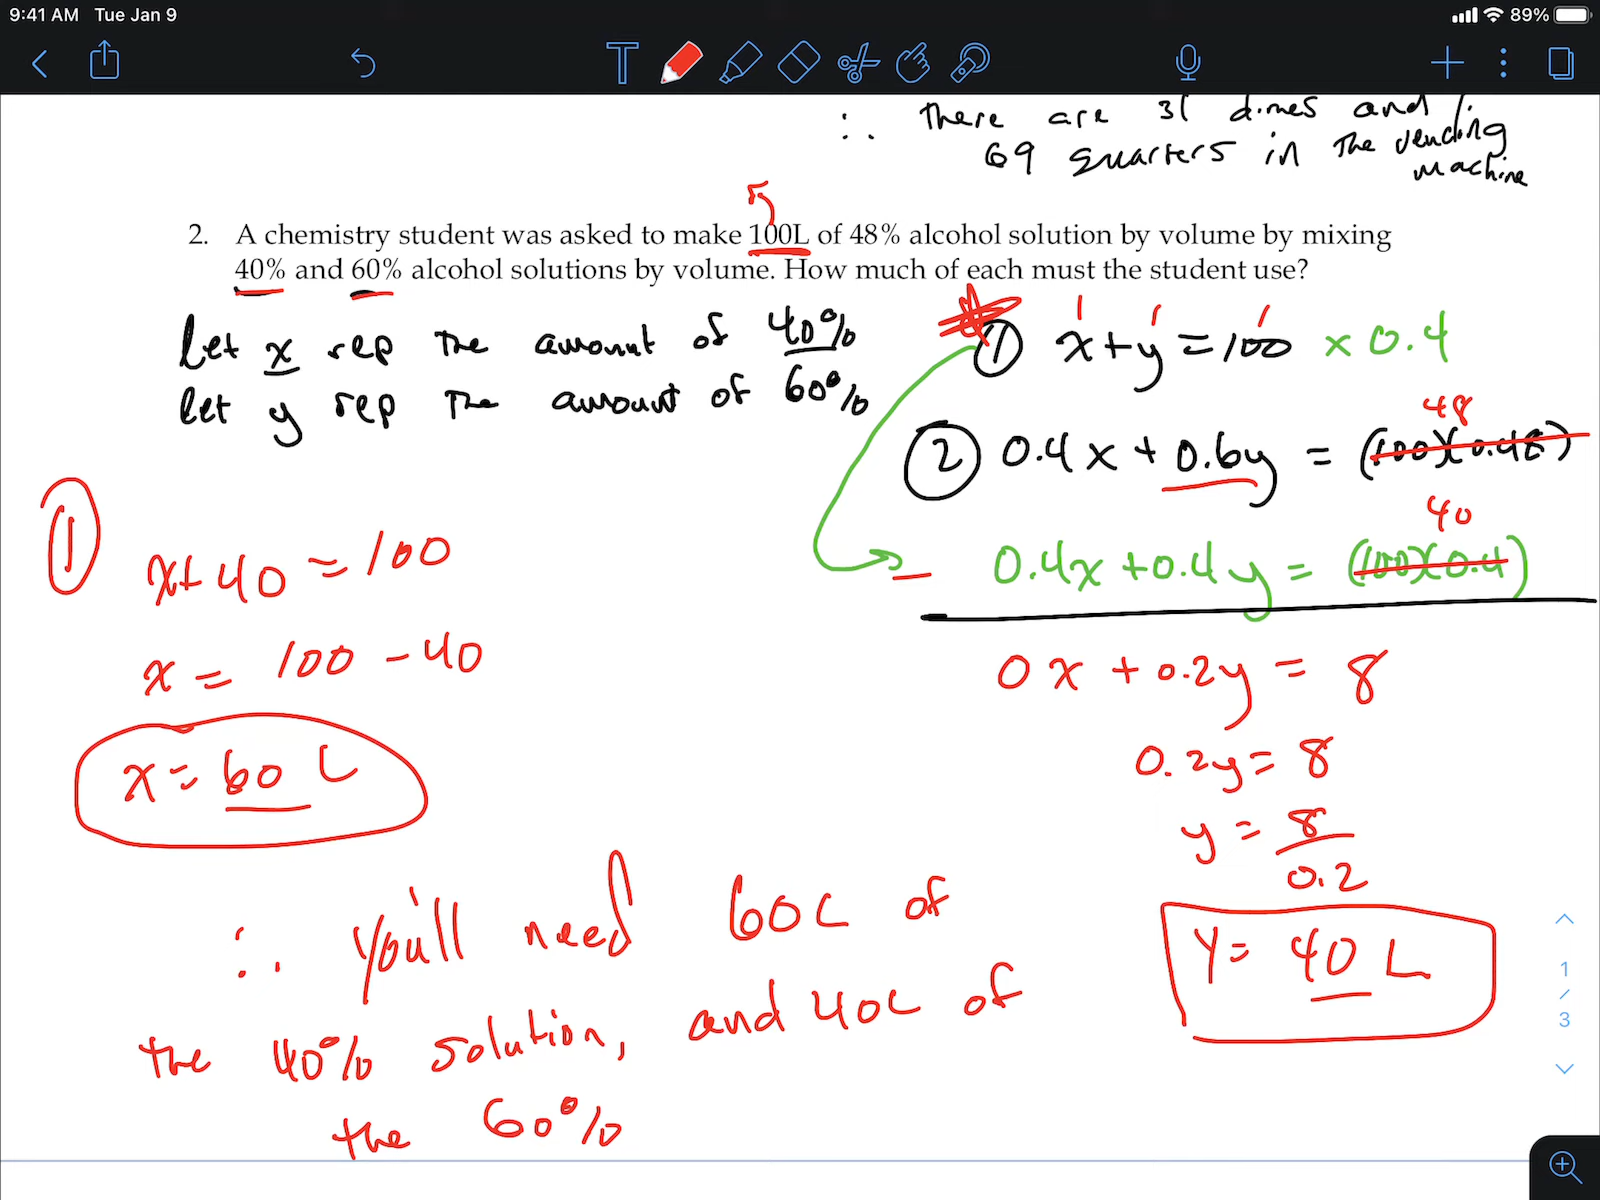 9:41 AM Tue Jan 9
89%
∴ There are 31 dimes and
69 quarters in the vending
machine
2. A chemistry student was asked to make 100L of 48% alcohol solution by volume by mixing
40% and 60% alcohol solutions by volume. How much of each must the student use?
Let x rep the amount of 40%
let y rep the amount of 60%
① x+y=100 x 0.4
48
② 0.4x + 0.6y = (100)(0.48)
40
- 0.4x +0.4y = (100)(0.4)
0x + 0.2y = 8
0.2y = 8
y = 8
0.2
y = 40 L
①
x+40=100
x = 100 - 40
x = 60 L
∴ you'll need 60L of
the 40% solution, and 40L of
the 60%
1
/
3